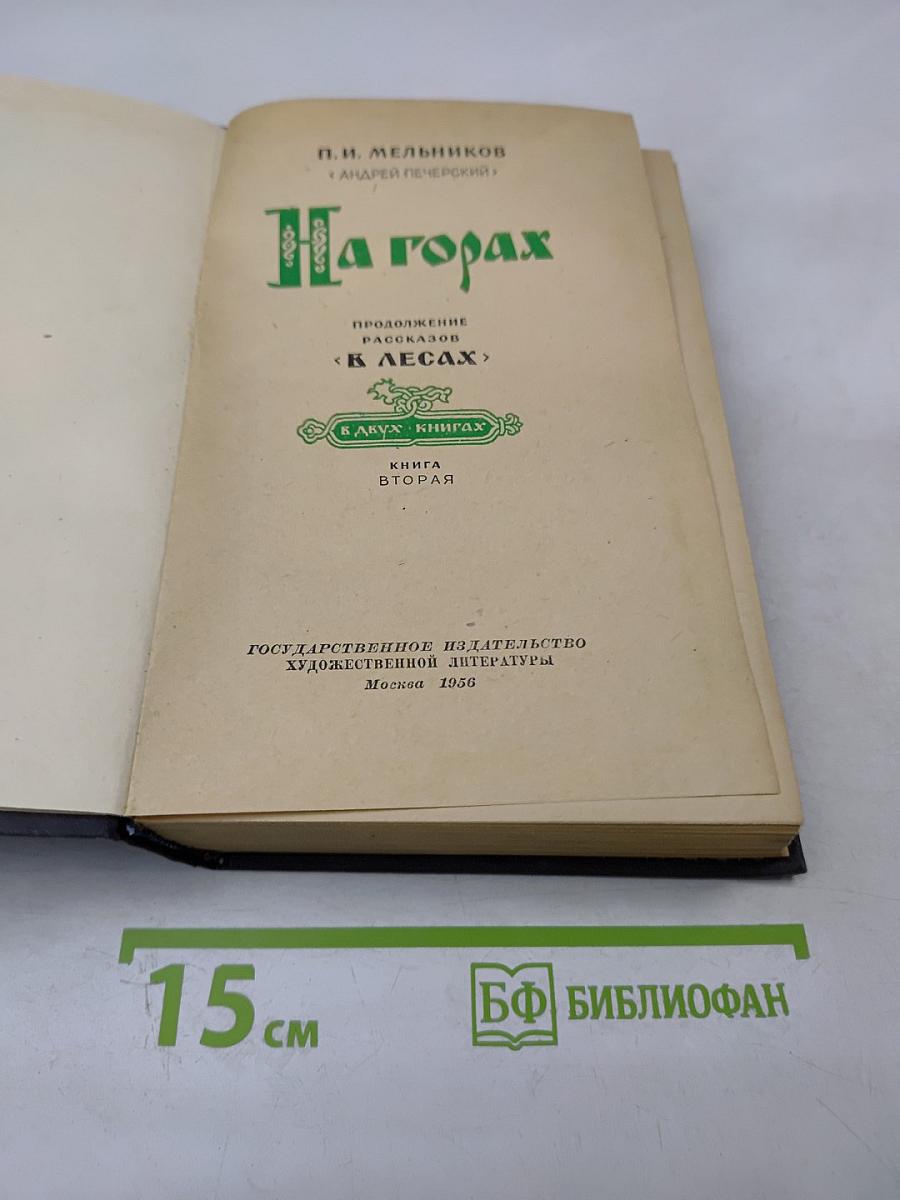 П. И. МЕЛЬНИКОВ
‹АНДРЕЙ ПЕЧЕРСКИЙ›
НА ГОРАХ
ПРОДОЛЖЕНИЕ
РАССКАЗОВ
‹В ЛЕСАХ›
В ДВУХ · КНИГАХ
КНИГА
ВТОРАЯ
ГОСУДАРСТВЕННОЕ ИЗДАТЕЛЬСТВО
ХУДОЖЕСТВЕННОЙ ЛИТЕРАТУРЫ
Москва 1956
15 см
БФ БИБЛИОФАН